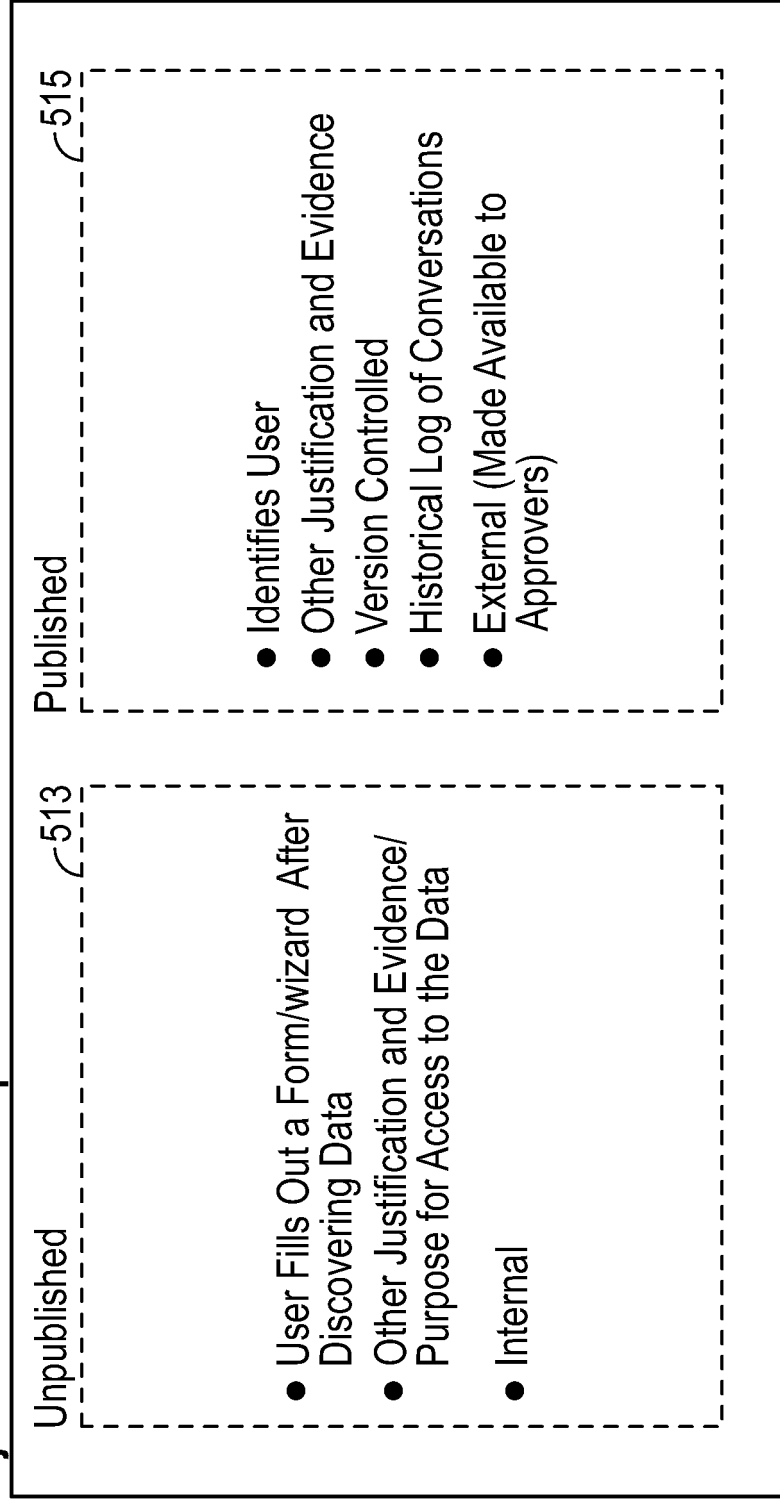 Unpublished
513
● User Fills Out a Form/wizard After
Discovering Data
● Other Justification and Evidence/
Purpose for Access to the Data
● Internal
Published
515
● Identifies User
● Other Justification and Evidence
● Version Controlled
● Historical Log of Conversations
● External (Made Available to
Approvers)